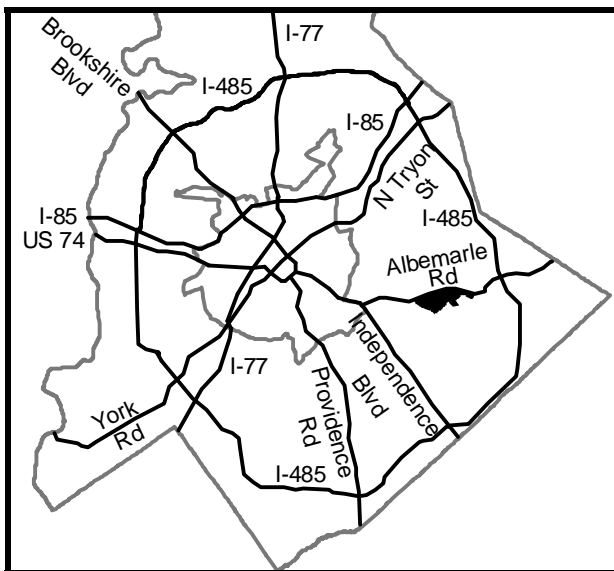 I-77
Brookshire
Blvd
I-485
I-85
N Tryon
St
I-85
US 74
I-485
Albemarle
Rd
Independence
Blvd
I-77
Providence
Rd
York
Rd
I-485